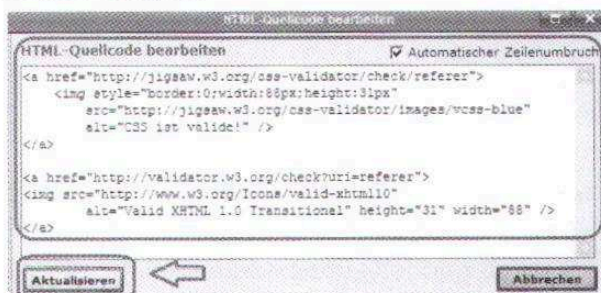 HTML-Quellcode bearbeiten
HTML-Quellcode bearbeiten
Automatischer Zeilenumbruch
<a href="http://jigsaw.w3.org/css-validator/check/referer">
<img style="border:0;width:88px;height:31px"
src="http://jigsaw.w3.org/css-validator/images/vcss-blue"
alt="CSS ist valide!" />
</a>
<a href="http://validator.w3.org/check?uri=referer">
<img src="http://www.w3.org/Icons/valid-xhtml10"
alt="Valid XHTML 1.0 Transitional" height="31" width="88" />
</a>
Aktualisieren
Abbrechen